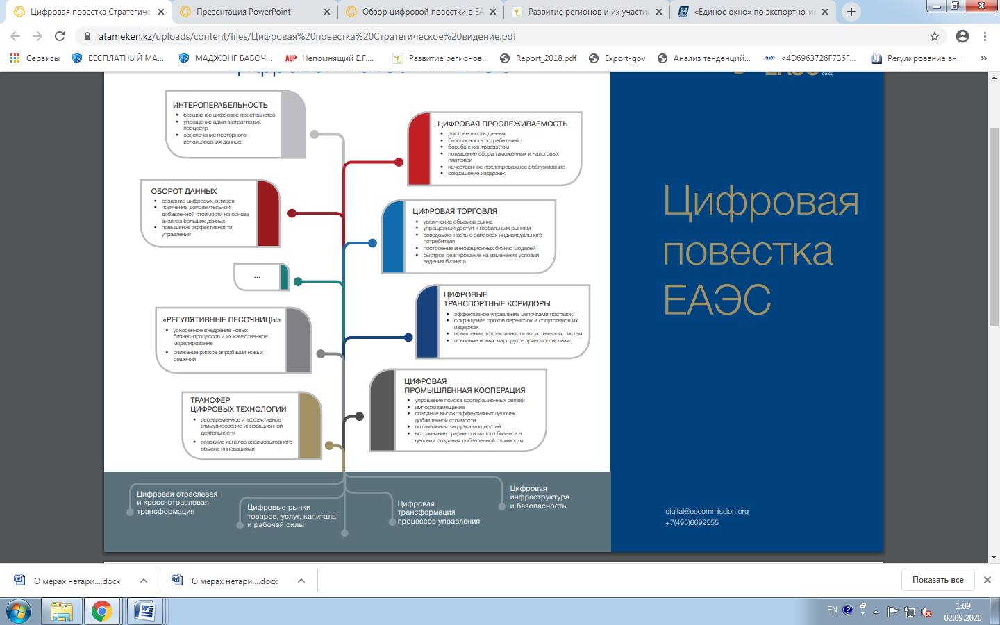 Цифровая повестка Стратегиче
Презентация PowerPoint
Обзор цифровой повестки в ЕА
Развитие регионов и их участие
«Единое окно» по экспортно-и
atameken.kz/uploads/content/files/Цифровая%20повестка%20Стратегическое%20видение.pdf
Сервисы
БЕСПЛАТНЫЙ МА...
МАДЖОНГ БАБОЧ...
AUP Непомнящий Е.Г....
Развитие регионов...
Report_2018.pdf
Export-gov
Анализ тенденций...
<4D6963726F736F...
Регулирование вн...
»
ИНТЕРОПЕРАБЕЛЬНОСТЬ
• бесшовное цифровое пространство
• упрощение административных
процедур
• обеспечение повторного
использования данных
ЦИФРОВАЯ ПРОСЛЕЖИВАЕМОСТЬ
• достоверность данных
• безопасность потребителей
• борьба с контрафактом
• повышение сбора таможенных и налоговых
платежей
• качественное послепродажное обслуживание
• сокращение издержек
ОБОРОТ ДАННЫХ
• создание цифровых активов
• получение дополнительной
добавленной стоимости на основе
анализа больших данных
• повышение эффективности
управления
ЦИФРОВАЯ ТОРГОВЛЯ
• увеличение объемов рынка
• упрощенный доступ к глобальным рынкам
• осведомленность о запросах индивидуального
потребителя
• построение инновационных бизнес моделей
• быстрое реагирование на изменение условий
ведения бизнеса
...
ЦИФРОВЫЕ
ТРАНСПОРТНЫЕ КОРИДОРЫ
• эффективное управление цепочками поставок
• сокращение сроков перевозок и сопутствующих
издержек
• повышение эффективности логистических систем
• освоение новых маршрутов транспортировки
«РЕГУЛЯТИВНЫЕ ПЕСОЧНИЦЫ»
• ускоренное внедрение новых
бизнес-процессов и их качественное
моделирование
• снижение рисков апробации новых
решений
ЦИФРОВАЯ
ПРОМЫШЛЕННАЯ КООПЕРАЦИЯ
• упрощение поиска кооперационных связей
• импортозамещение
• создание высокоэффективных цепочек
добавленной стоимости
• оптимальная загрузка мощностей
• встраивание среднего и малого бизнеса в
цепочки создания добавленной стоимости
ТРАНСФЕР
ЦИФРОВЫХ ТЕХНОЛОГИЙ
• своевременное и эффективное
стимулирование инновационной
деятельности
• создание каналов взаимовыгодного
обмена инновациями
Цифровая отраслевая
и кросс-отраслевая
трансформация
Цифровые рынки
товаров, услуг, капитала
и рабочей силы
Цифровая
трансформация
процессов управления
Цифровая
инфраструктура
и безопасность
союз
Цифровая
повестка
ЕАЭС
digital@eecommission.org
+7(495)6692555
О мерах нетари....docx
О мерах нетари....docx
Показать все
EN
1:09
02.09.2020